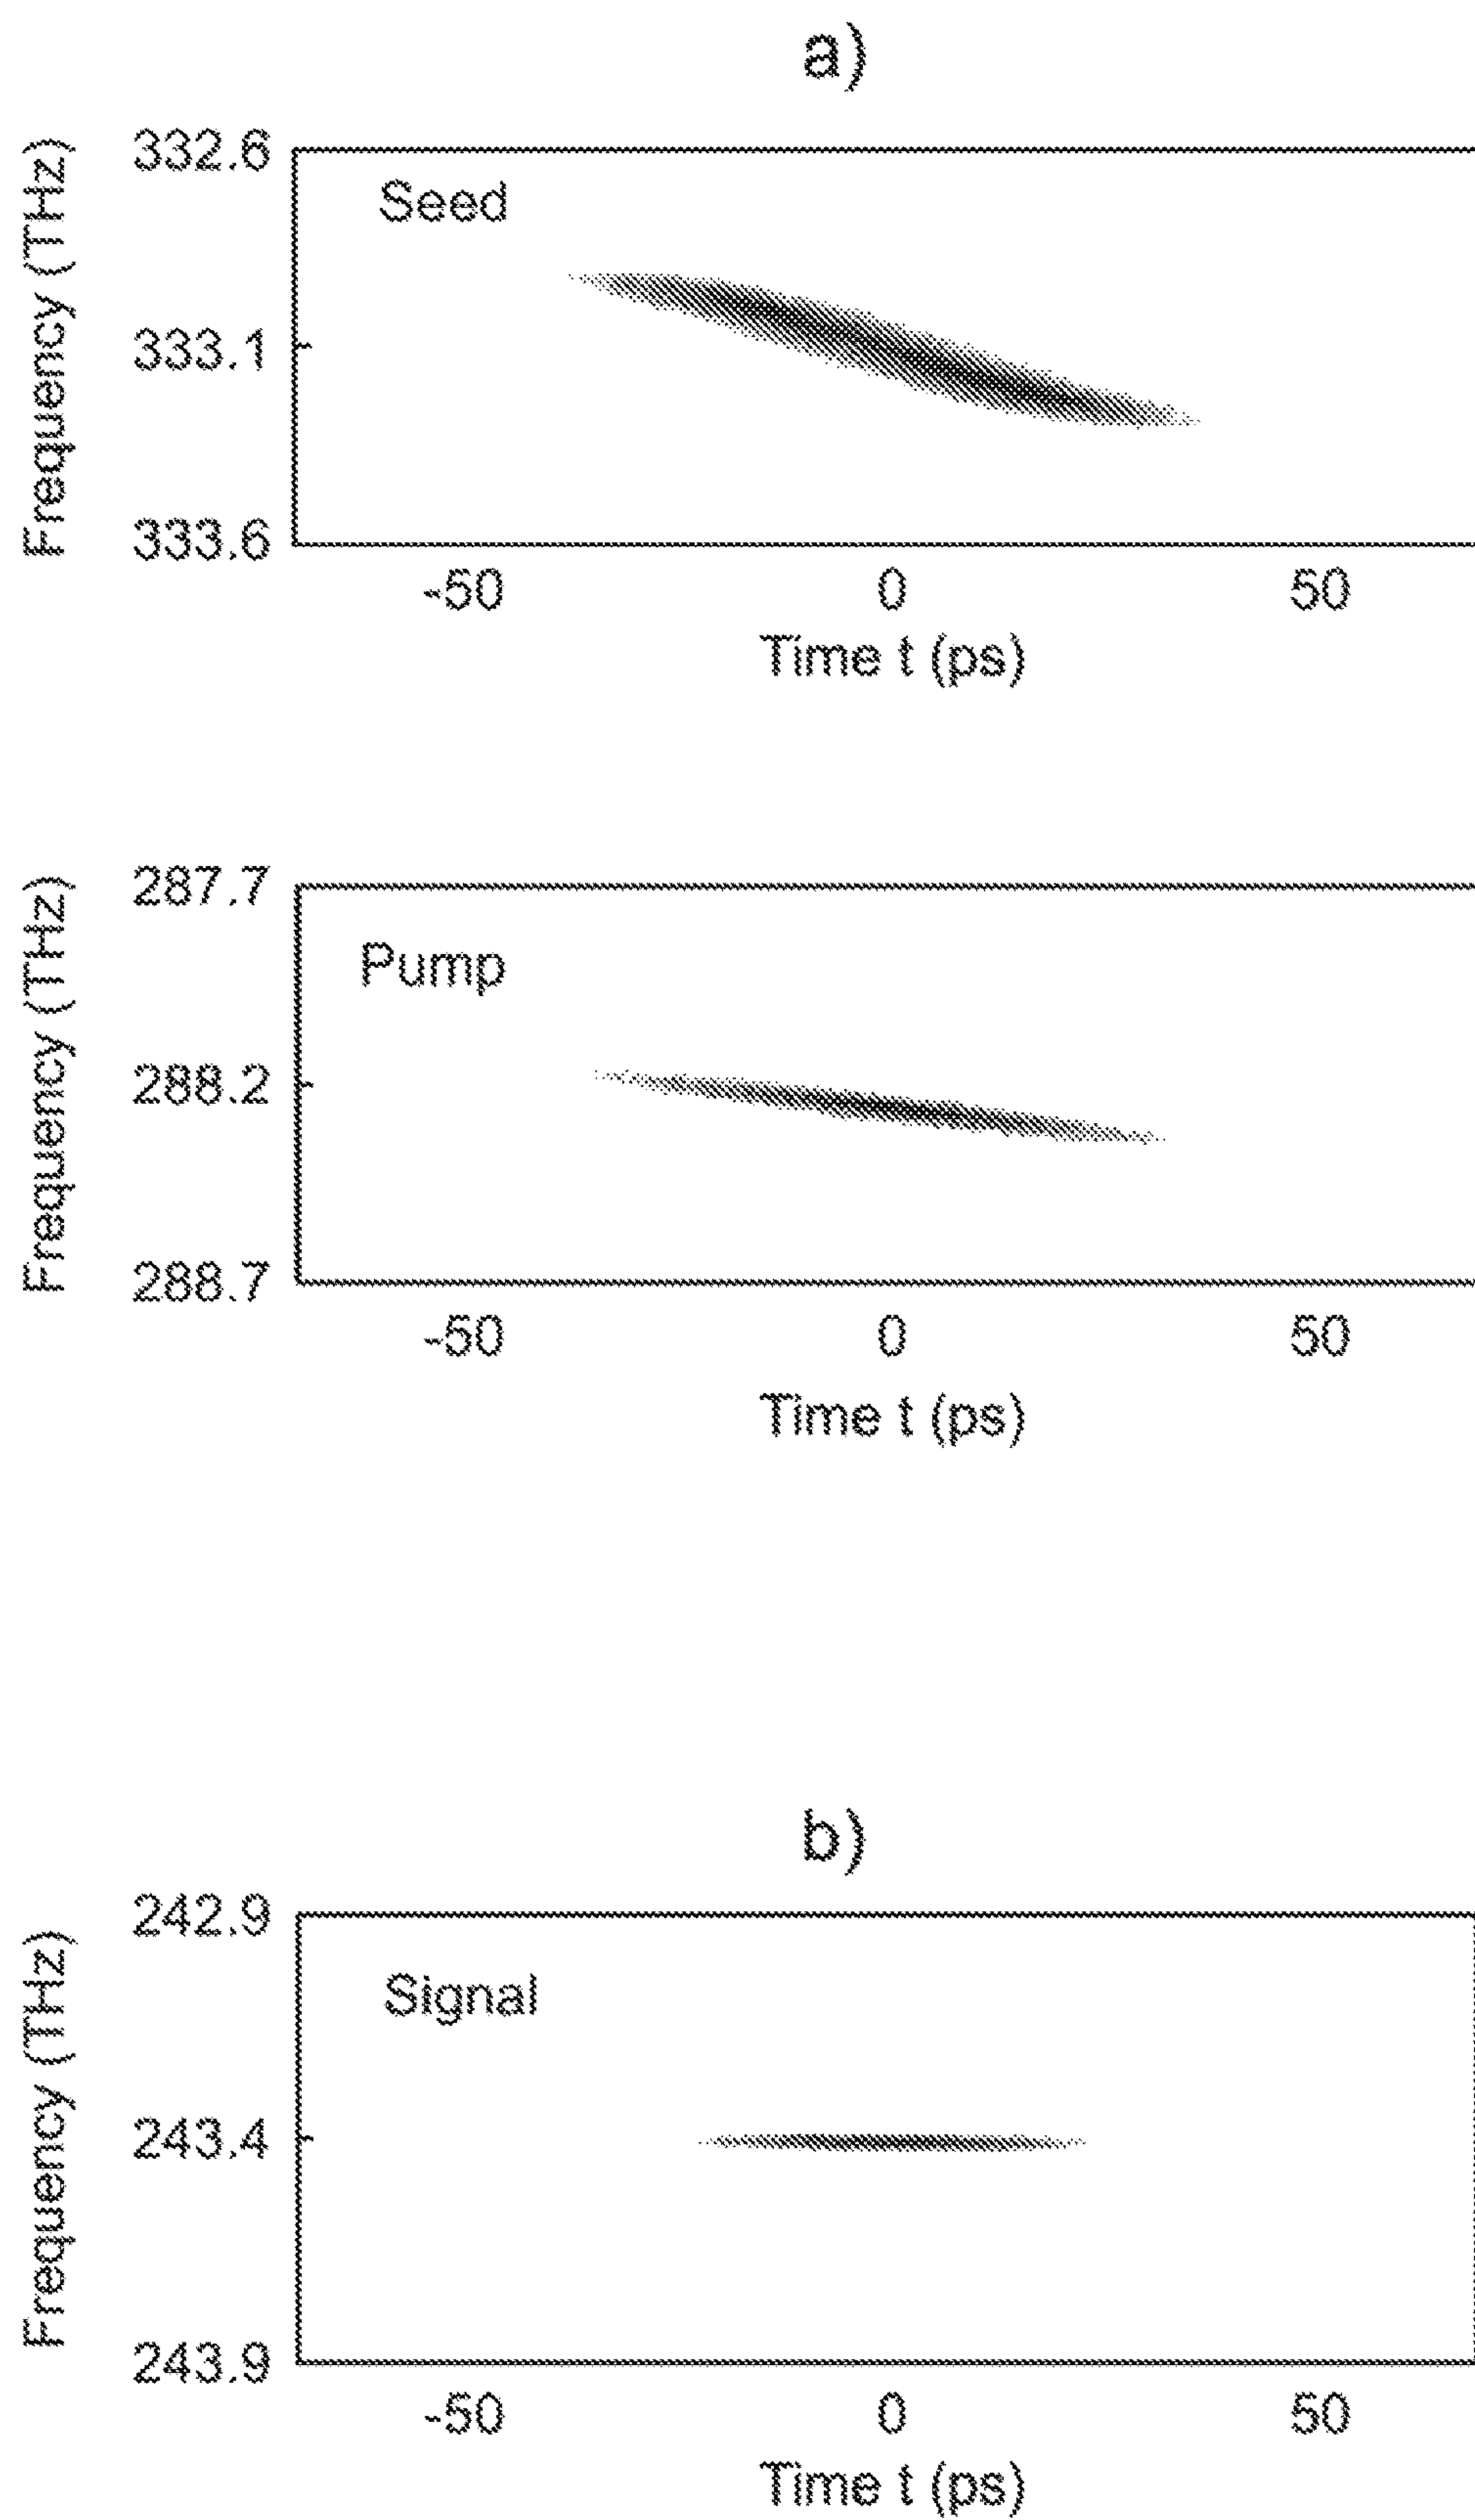 a)
Frequency (THz)
332.6
Seed
333.1
333.6
-50 0 50
Time t (ps)
Frequency (THz)
287.7
Pump
288.2
288.7
-50 0 50
Time t (ps)
b)
Frequency (THz)
242.9
Signal
243.4
243.9
-50 0 50
Time t (ps)